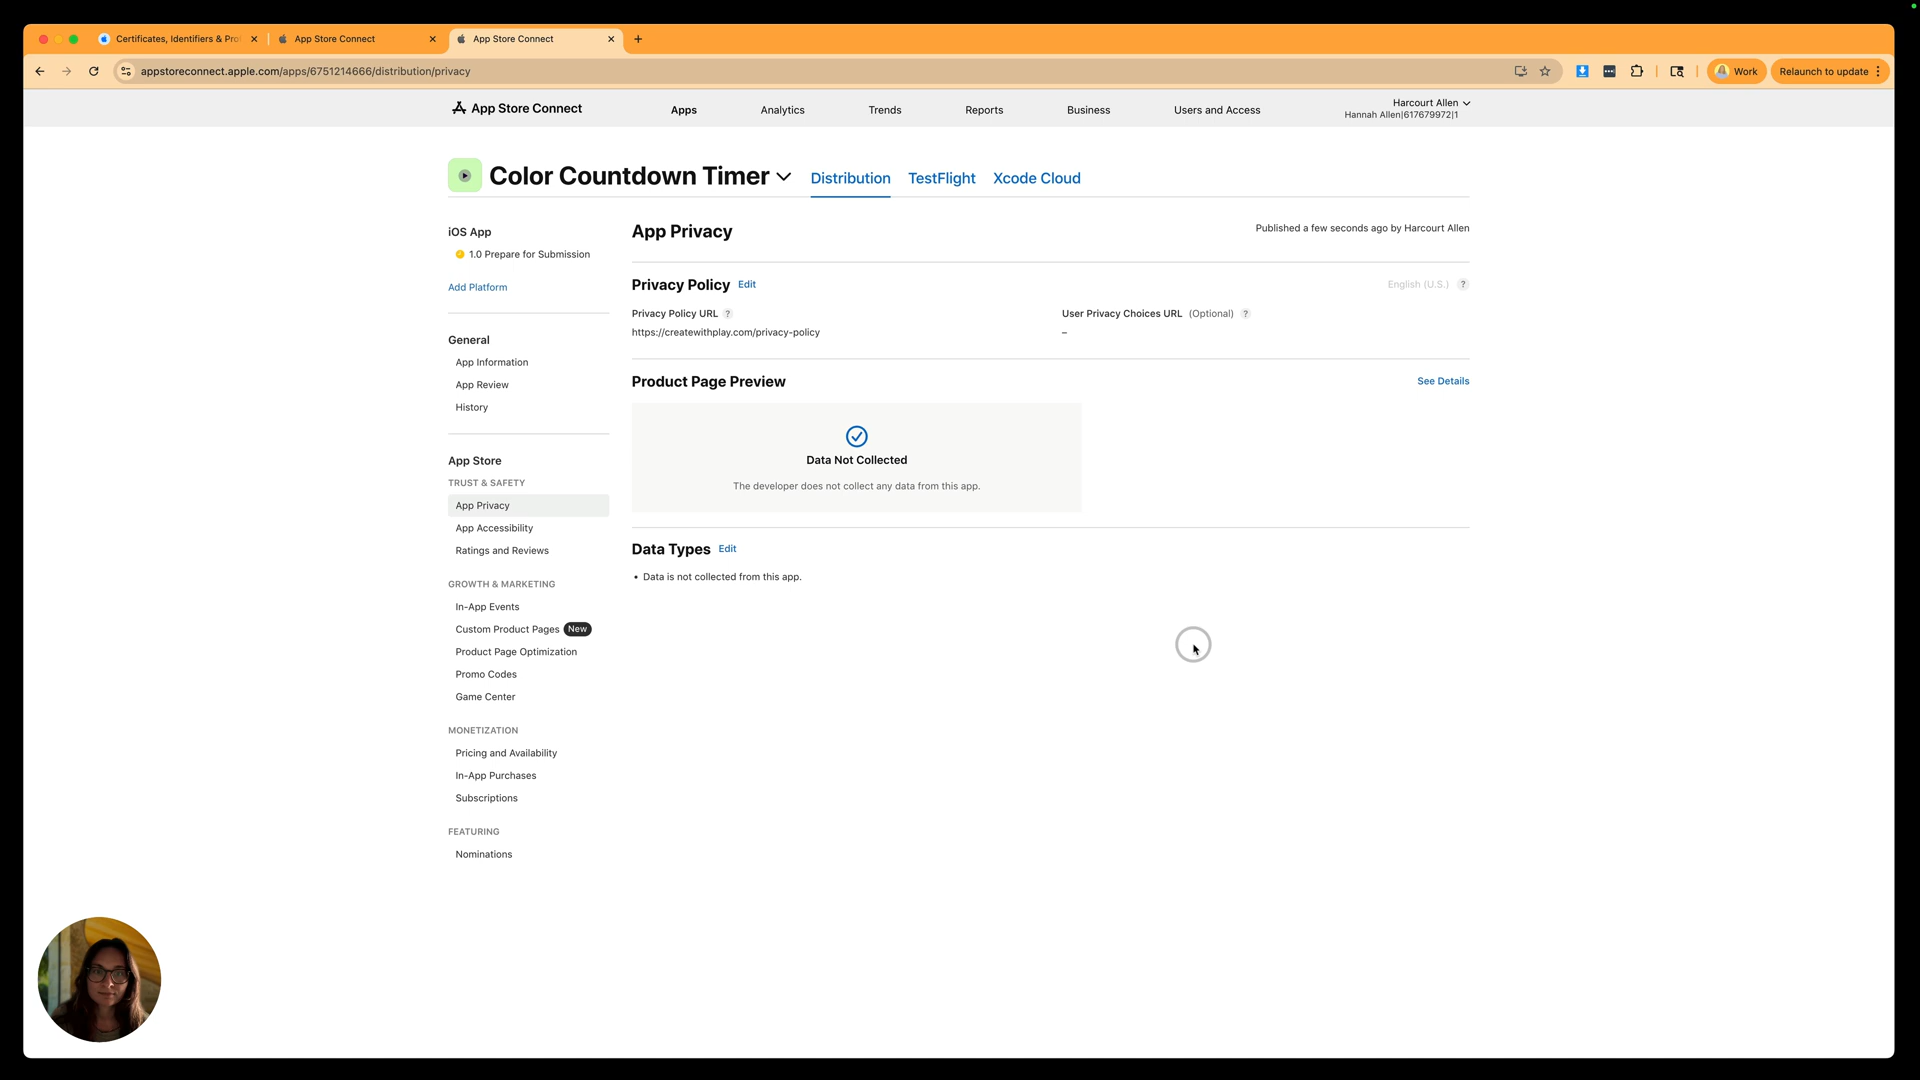 Certificates, Identifiers & Pro
App Store Connect
App Store Connect
appstoreconnect.apple.com/apps/6751214666/distribution/privacy
Work
Relaunch to update
App Store Connect
Apps
Analytics
Trends
Reports
Business
Users and Access
Harcourt Allen
Hannah Allen|617679972|1
Color Countdown Timer
Distribution
TestFlight
Xcode Cloud
iOS App
1.0 Prepare for Submission
Add Platform
General
App Information
App Review
History
App Store
TRUST & SAFETY
App Privacy
App Accessibility
Ratings and Reviews
GROWTH & MARKETING
In-App Events
Custom Product Pages New
Product Page Optimization
Promo Codes
Game Center
MONETIZATION
Pricing and Availability
In-App Purchases
Subscriptions
FEATURING
Nominations
App Privacy
Published a few seconds ago by Harcourt Allen
Privacy Policy Edit
English (U.S.) ?
Privacy Policy URL ?
https://createwithplay.com/privacy-policy
User Privacy Choices URL (Optional) ?
–
Product Page Preview
See Details
Data Not Collected
The developer does not collect any data from this app.
Data Types Edit
• Data is not collected from this app.